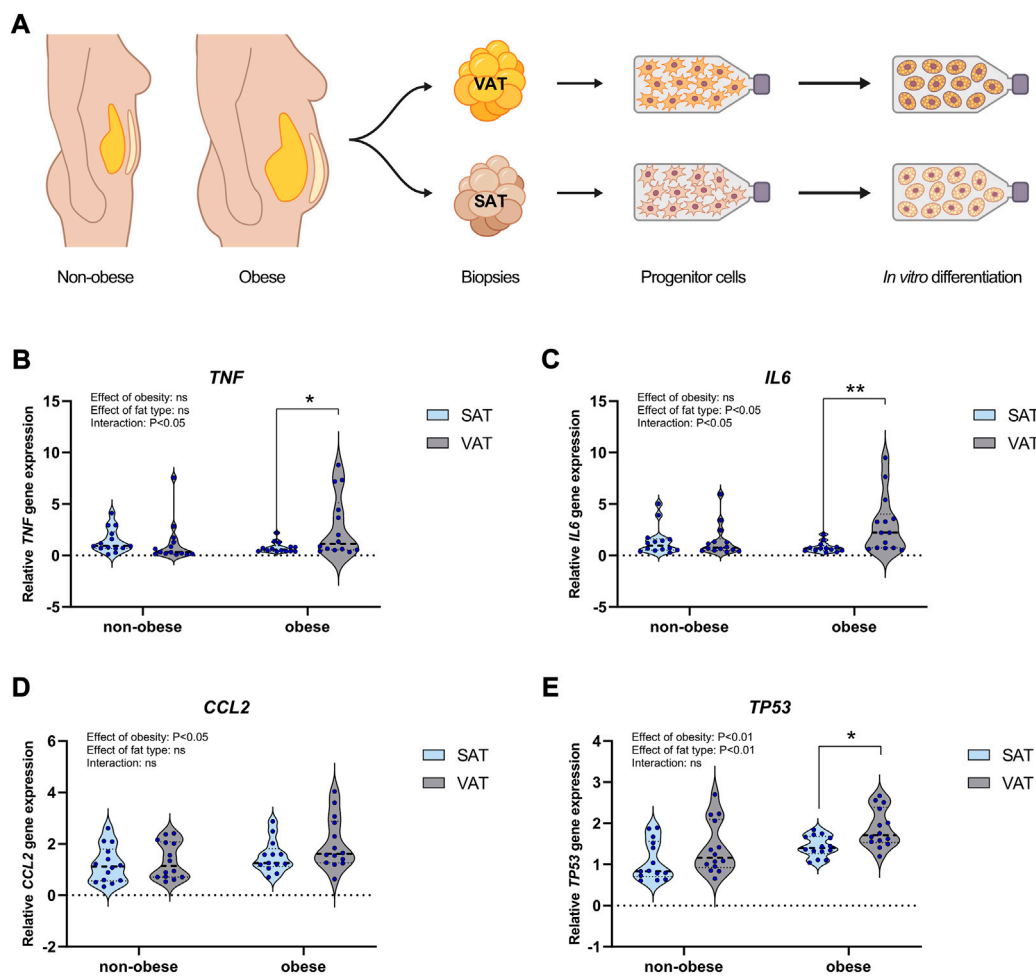 A
VAT
SAT
Non-obese
Obese
Biopsies
Progenitor cells
In vitro differentiation
B
TNF
Effect of obesity: ns
Effect of fat type: ns
Interaction: P<0.05
*
SAT
VAT
Relative TNF gene expression
15
10
5
0
-5
non-obese
obese
C
IL6
Effect of obesity: ns
Effect of fat type: P<0.05
Interaction: P<0.05
**
SAT
VAT
Relative IL6 gene expression
15
10
5
0
-5
non-obese
obese
D
CCL2
Effect of obesity: P<0.05
Effect of fat type: ns
Interaction: ns
SAT
VAT
Relative CCL2 gene expression
6
4
2
0
-2
non-obese
obese
E
TP53
Effect of obesity: P<0.01
Effect of fat type: P<0.01
Interaction: ns
*
SAT
VAT
Relative TP53 gene expression
4
3
2
1
0
-1
non-obese
obese